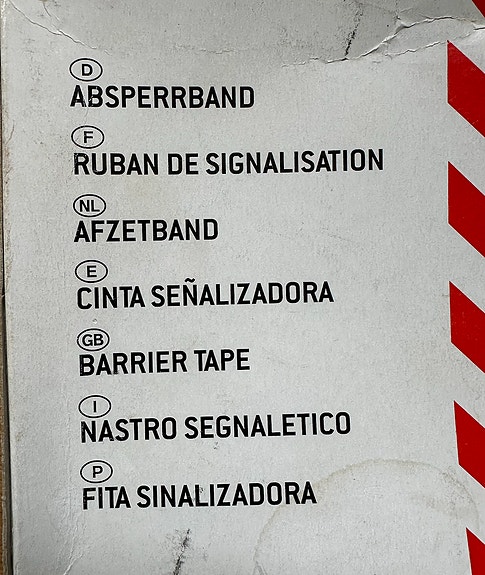 D
ABSPERRBAND
F
RUBAN DE SIGNALISATION
NL
AFZETBAND
E
CINTA SEÑALIZADORA
GB
BARRIER TAPE
I
NASTRO SEGNALETICO
P
FITA SINALIZADORA